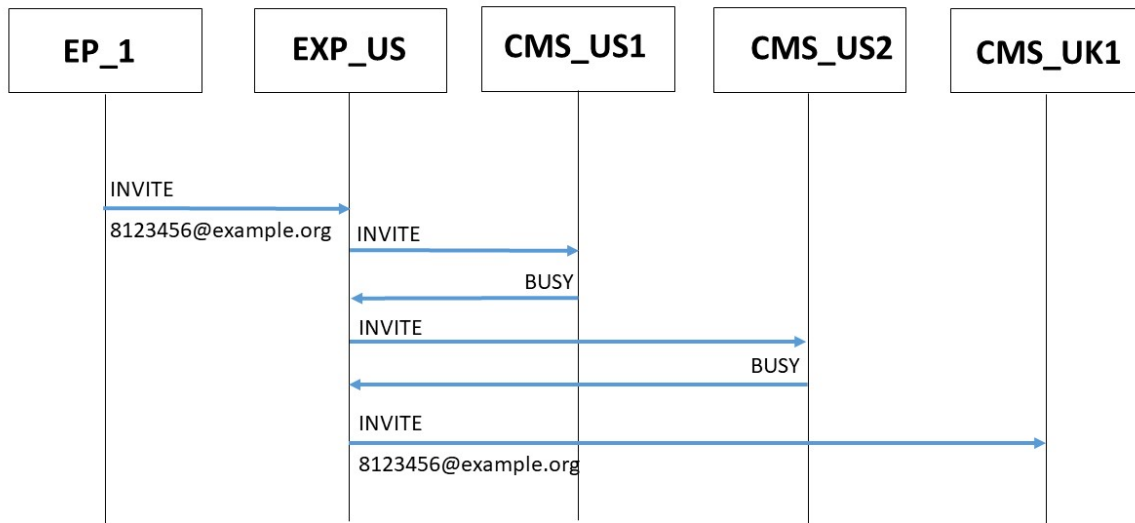 EP_1
EXP_US
CMS_US1
CMS_US2
CMS_UK1
INVITE
8123456@example.org
INVITE
BUSY
INVITE
BUSY
INVITE
8123456@example.org